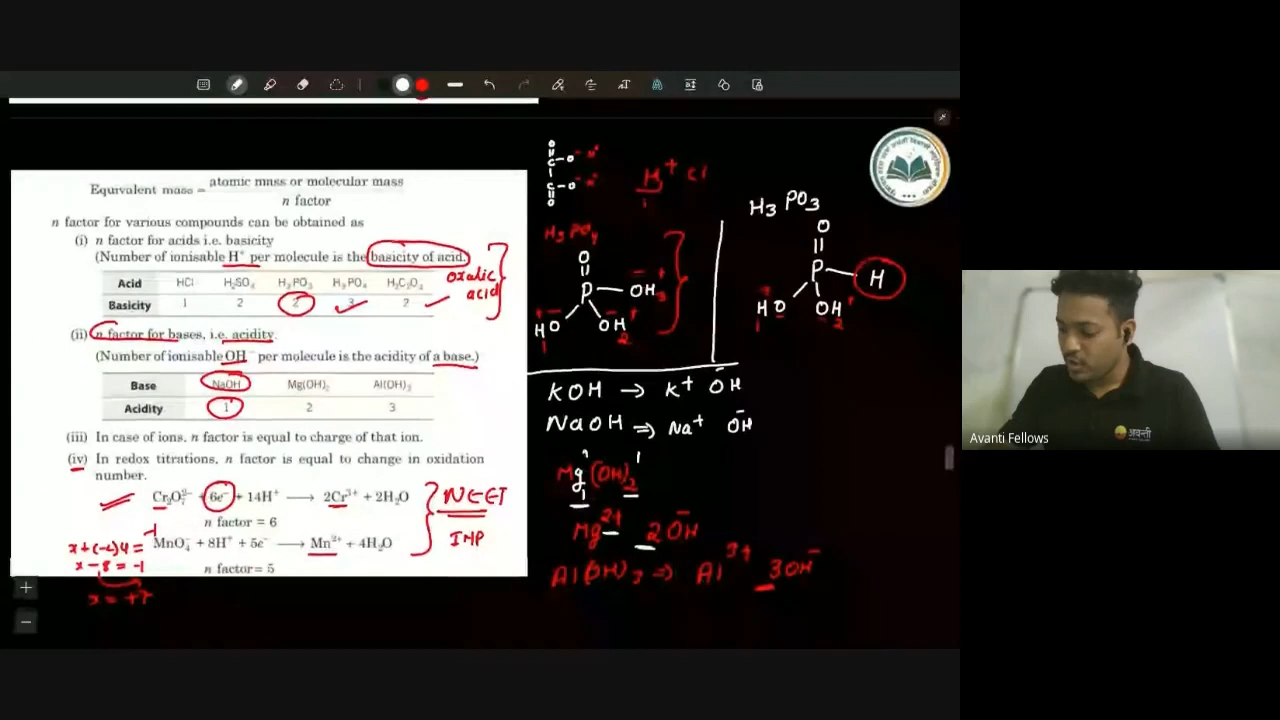 Equivalent mass = atomic mass or molecular mass
n factor
n factor for various compounds can be obtained as
(i) n factor for acids i.e. basicity
(Number of ionisable H⁺ per molecule is the basicity of acid.)
Acid HCl H₂SO₄ H₃PO₃ H₃PO₄ H₂C₂O₄
Basicity 1 2 2 3 2
oxalic
acid
(ii) n factor for bases, i.e. acidity.
(Number of ionisable OH⁻ per molecule is the acidity of a base.)
Base NaOH Mg(OH)₂ Al(OH)₃
Acidity 1 2 3
(iii) In case of ions, n factor is equal to charge of that ion.
(iv) In redox titrations, n factor is equal to change in oxidation
number.
Cr₂O₇²⁻ + 6e⁻ + 14H⁺ ⟶ 2Cr³⁺ + 2H₂O
n factor = 6
MnO₄⁻ + 8H⁺ + 5e⁻ ⟶ Mn²⁺ + 4H₂O
n factor = 5
NEET
IMP
x+(-2)4 = -1
x - 8 = -1
x = +7
O
C-O⁻ H⁺
C-O⁻ H⁺
O
H⁺ Cl
1
H₃PO₄
O
P
OH 3
HO OH
1 2
H₃PO₃
O
P H
HO OH
1 2
KOH → K⁺ OH⁻
NaOH ⇒ Na⁺ OH⁻
Mg(OH)₂
Mg²⁺ 2OH⁻
Al(OH)₃ ⇒ Al³⁺ 3OH⁻
Avanti Fellows
अवन्ती